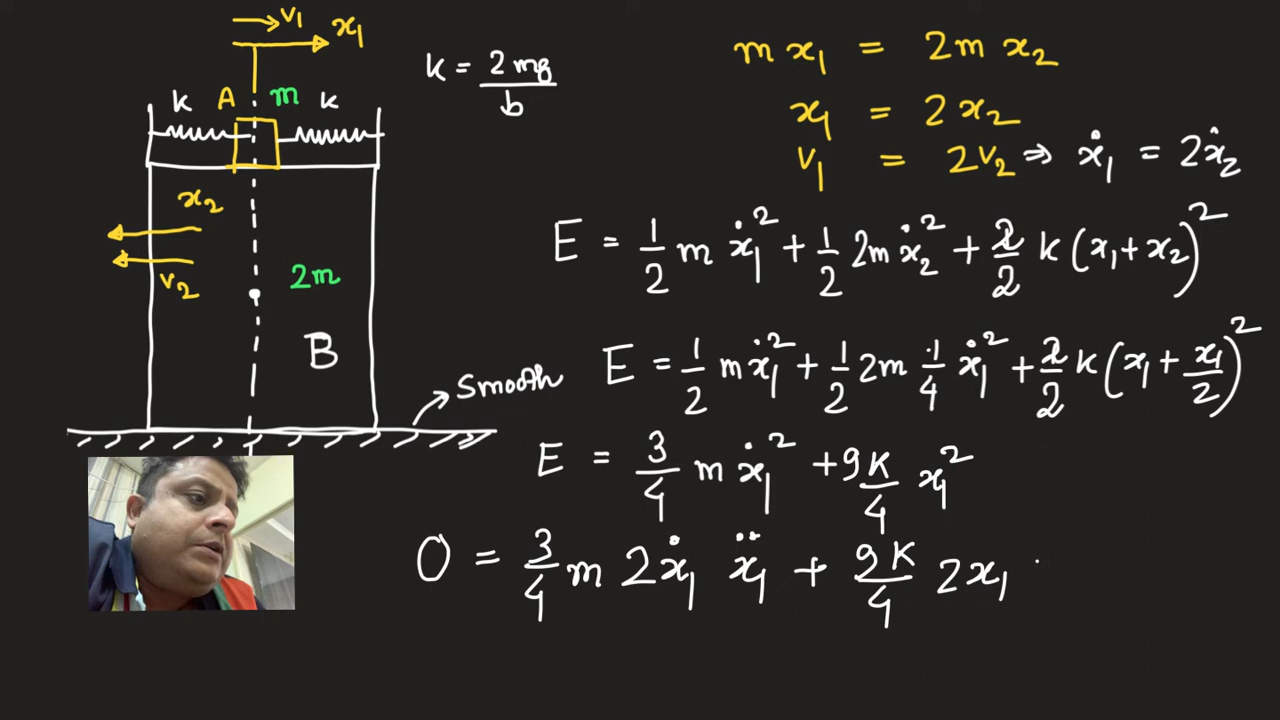 → v₁
x₁
k A m k
k = 2mg/b
x₂
v₂
2m
B
Smooth
m x₁ = 2m x₂
x₁ = 2x₂
v₁ = 2v₂ ⇒ ẋ₁ = 2ẋ₂
E = 1/2 m ẋ₁² + 1/2 2m ẋ₂² + 2/2 k (x₁ + x₂)²
E = 1/2 m ẋ₁² + 1/2 2m · 1/4 ẋ₁² + 2/2 k (x₁ + x₁/2)²
E = 3/4 m ẋ₁² + 9k/4 x₁²
0 = 3/4 m 2ẋ₁ ẍ₁ + 9k/4 2x₁